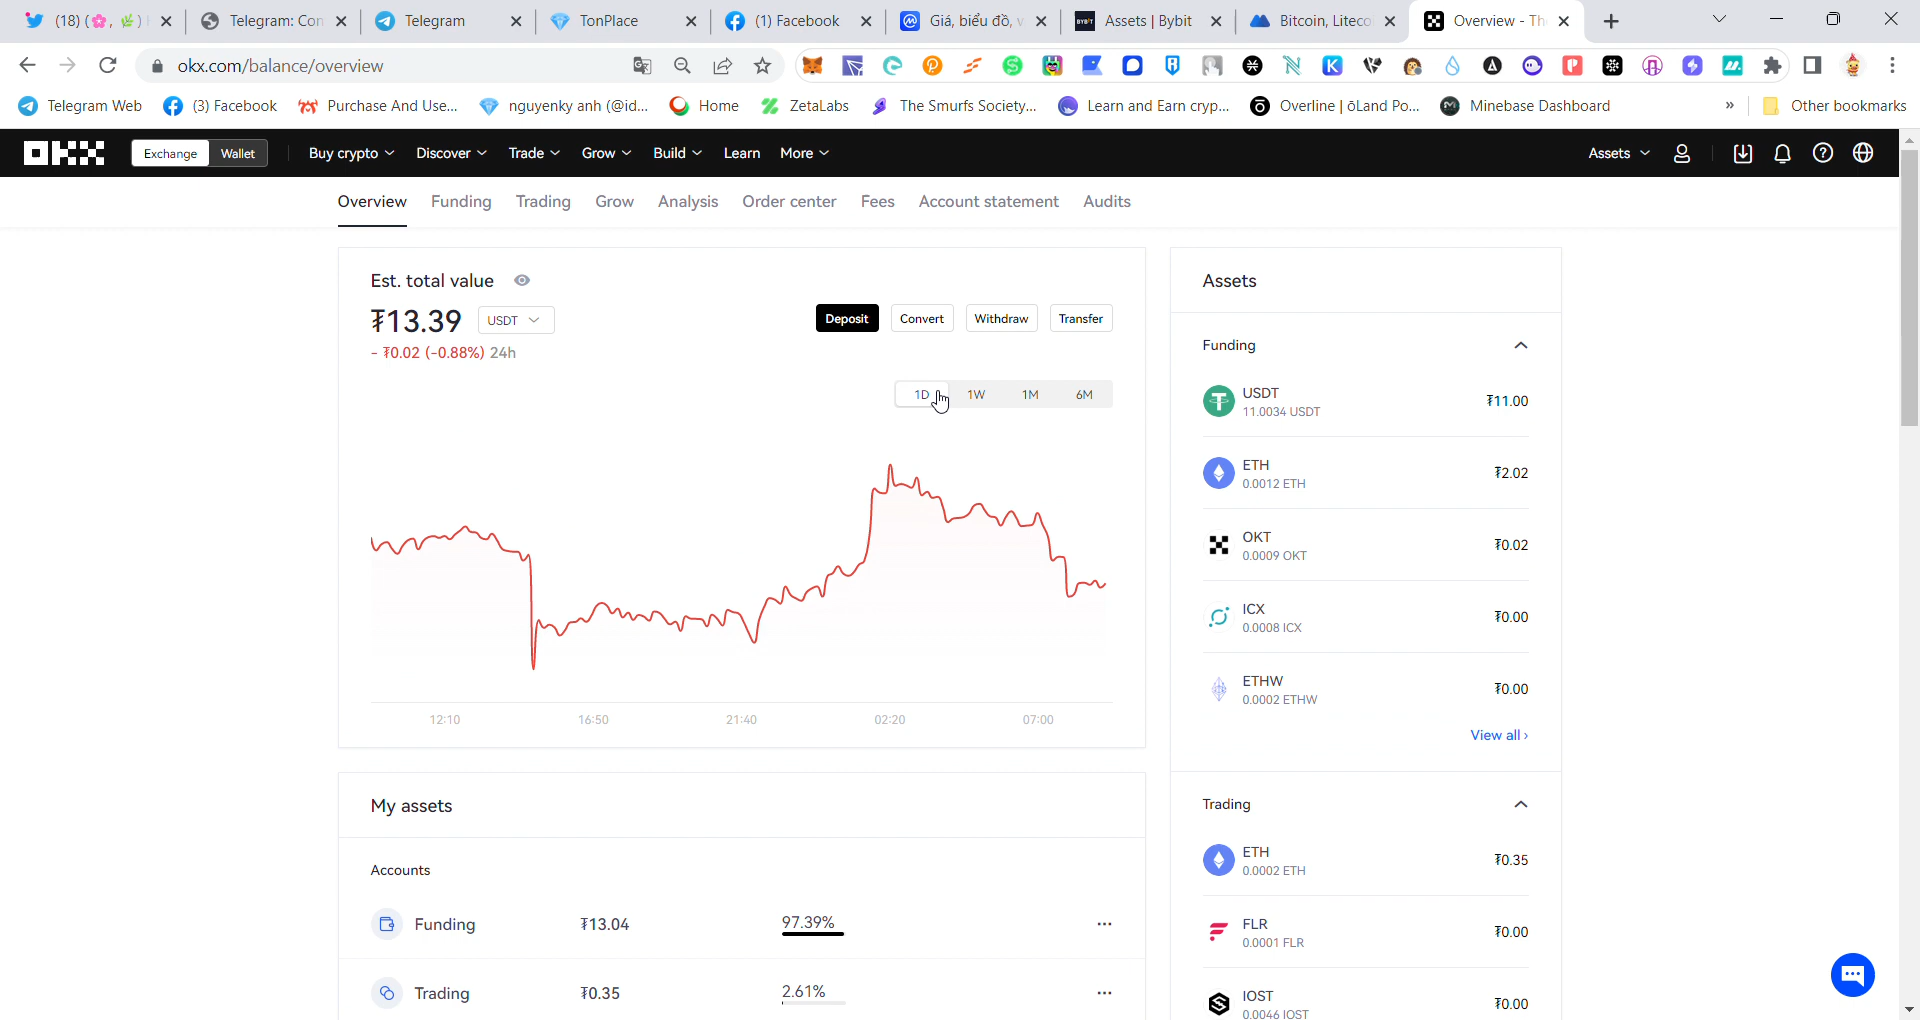 (18) (🌸, 🌿)
Telegram: Con
Telegram
TonPlace
(1) Facebook
Giá, biểu đồ, v
Assets | Bybit
Bitcoin, Liteco
Overview - Th
okx.com/balance/overview
Telegram Web
(3) Facebook
Purchase And Use...
nguyenky anh (@id...
Home
ZetaLabs
The Smurfs Society...
Learn and Earn cryp...
Overline | ōLand Po...
Minebase Dashboard
»
Other bookmarks
OKX
Exchange
Wallet
Buy crypto
Discover
Trade
Grow
Build
Learn
More
Assets
Overview
Funding
Trading
Grow
Analysis
Order center
Fees
Account statement
Audits
Est. total value
₮13.39
USDT
- ₮0.02 (-0.88%) 24h
Deposit
Convert
Withdraw
Transfer
1D
1W
1M
6M
12:10
16:50
21:40
02:20
07:00
My assets
Accounts
Funding
₮13.04
97.39%
Trading
₮0.35
2.61%
Assets
Funding
USDT
₮11.00
11.0034 USDT
ETH
₮2.02
0.0012 ETH
OKT
₮0.02
0.0009 OKT
ICX
₮0.00
0.0008 ICX
ETHW
₮0.00
0.0002 ETHW
View all ›
Trading
ETH
₮0.35
0.0002 ETH
FLR
₮0.00
0.0001 FLR
IOST
₮0.00
0.0046 IOST